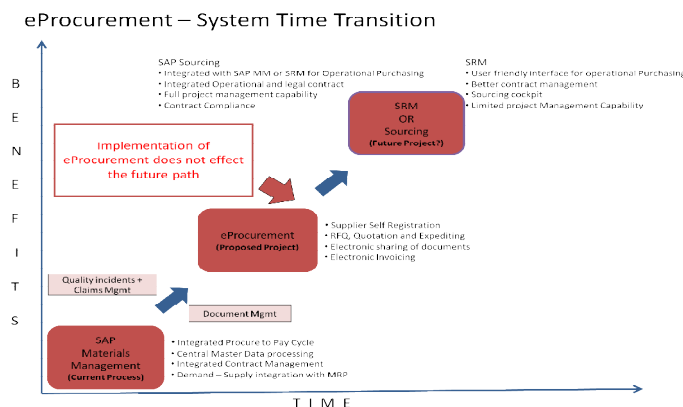 eProcurement – System Time Transition
SAP Sourcing
• Integrated with SAP MM or SRM for Operational Purchasing
• Integrated Operational and legal contract
• Full project management capability
• Contract Compliance
SRM
• User friendly interface for operational Purchasing
• Better contract management
• Sourcing cockpit
• Limited project Management Capability
SRM
OR
Sourcing
(Future Project?)
Implementation of
eProcurement does not effect
the future path
eProcurement
(Proposed Project)
• Supplier Self Registration
• RFQ, Quotation and Expediting
• Electronic sharing of documents
• Electronic Invoicing
Quality incidents +
Claims Mgmt
Document Mgmt
SAP
Materials
Management
(Current Process)
• Integrated Procure to Pay Cycle
• Central Master Data processing
• Integrated Contract Management
• Demand – Supply integration with MRP
B E N E F I T S
T I M E